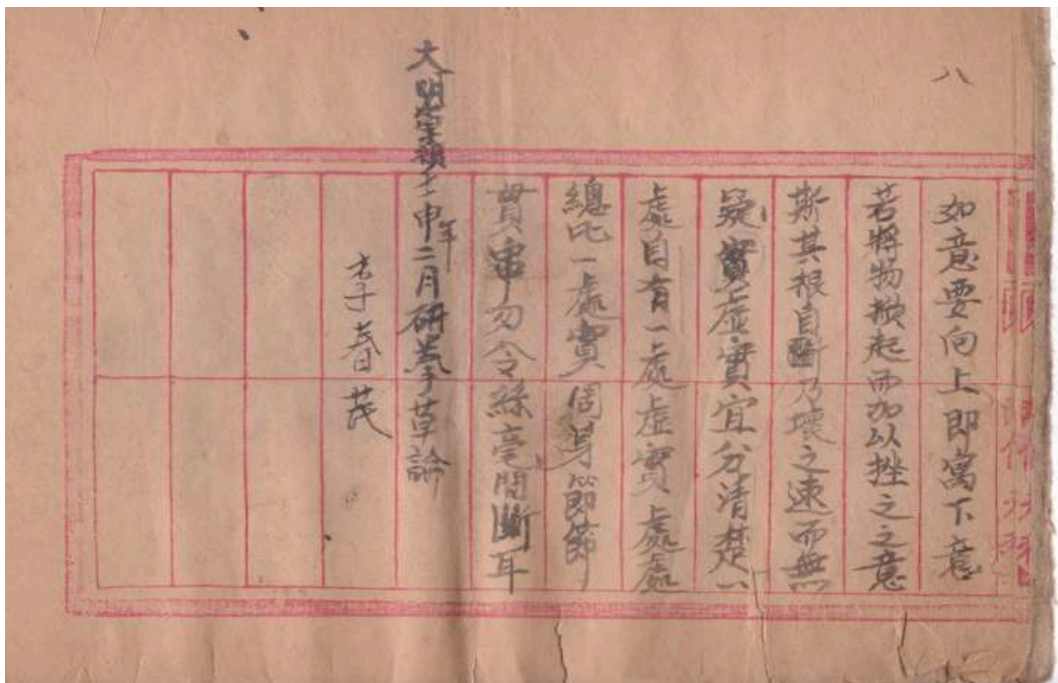 八
如意要向上即寓下意
若將物掀起而加以挫之之意
斯其根自斷乃壞之速而無
疑實虛實宜分清楚一
處自有一處虛實處處
總此一處實周身節節
貫串勿令絲毫間斷耳
大明崇禎壬申年二月研拳草論
李春茂